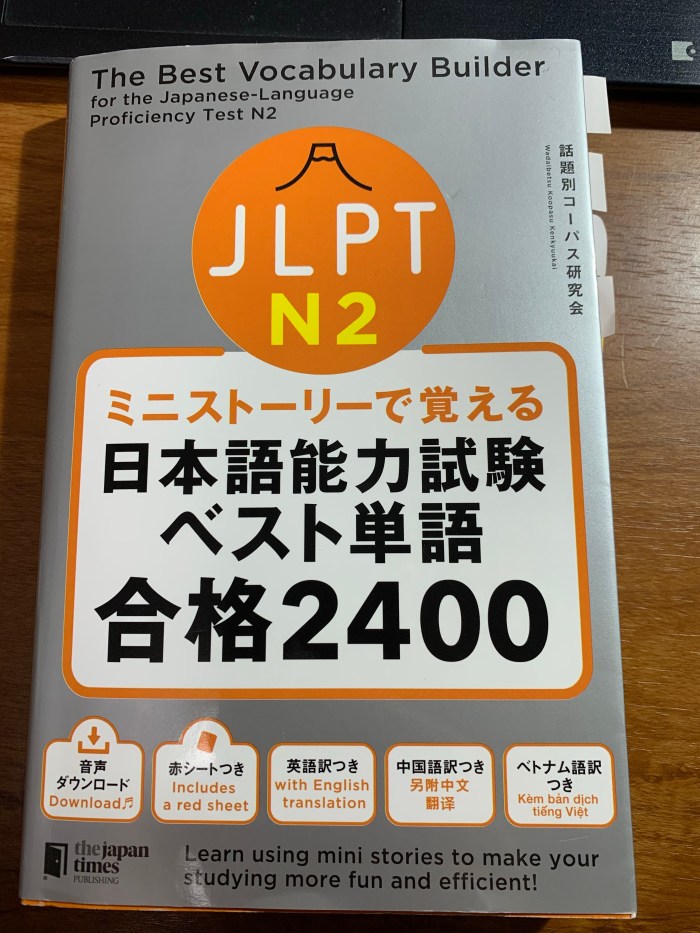 The Best Vocabulary Builder
for the Japanese-Language
Proficiency Test N2
話題別コーパス研究会
Wadaibetsu Koopasu Kenkyuukai
JLPT
N2
ミニストーリーで覚える
日本語能力試験
ベスト単語
合格2400
音声
ダウンロード
Download♬
赤シートつき
Includes
a red sheet
英語訳つき
with English
translation
中国語訳つき
另附中文
翻译
ベトナム語訳
つき
Kèm bản dịch
tiếng Việt
the japan
times
PUBLISHING
Learn using mini stories to make your
studying more fun and efficient!